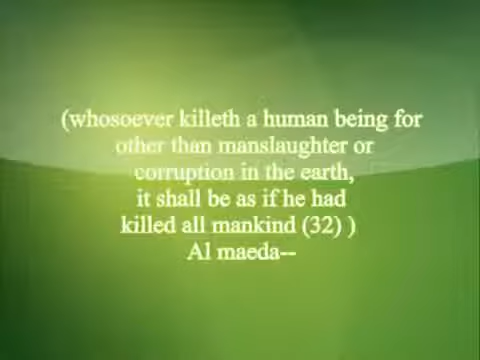 (whosoever killeth a human being for
other than manslaughter or
corruption in the earth,
it shall be as if he had
killed all mankind (32) )
Al maeda--